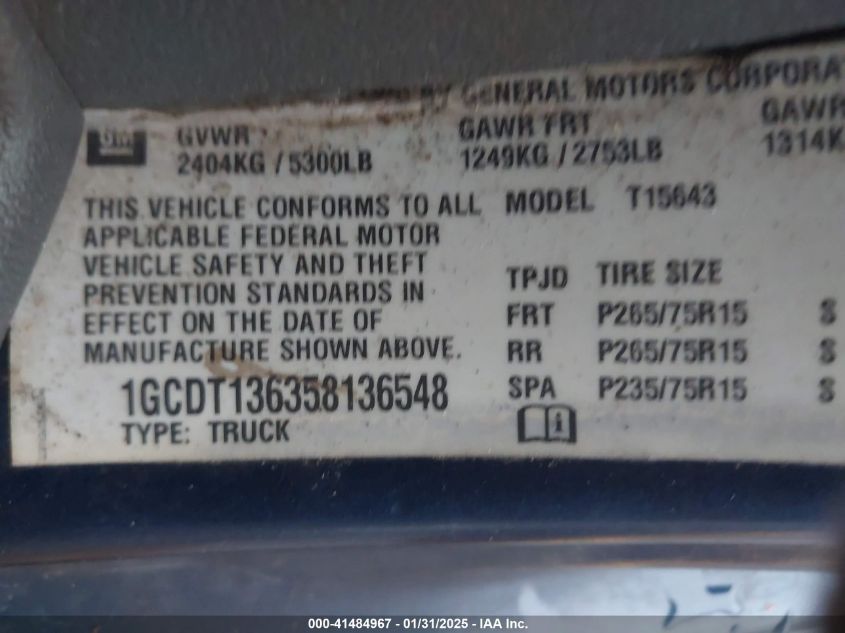 BY GENERAL MOTORS CORPORA
GM GVWR GAWR FRT GAWR
2404KG / 5300LB 1249KG / 2753LB 1314K
THIS VEHICLE CONFORMS TO ALL MODEL T15643
APPLICABLE FEDERAL MOTOR
VEHICLE SAFETY AND THEFT TPJD TIRE SIZE
PREVENTION STANDARDS IN
EFFECT ON THE DATE OF FRT P265/75R15 S
MANUFACTURE SHOWN ABOVE. RR P265/75R15 S
1GCDT136358136548 SPA P235/75R15 S
TYPE: TRUCK i
000-41484967 - 01/31/2025 - IAA Inc.